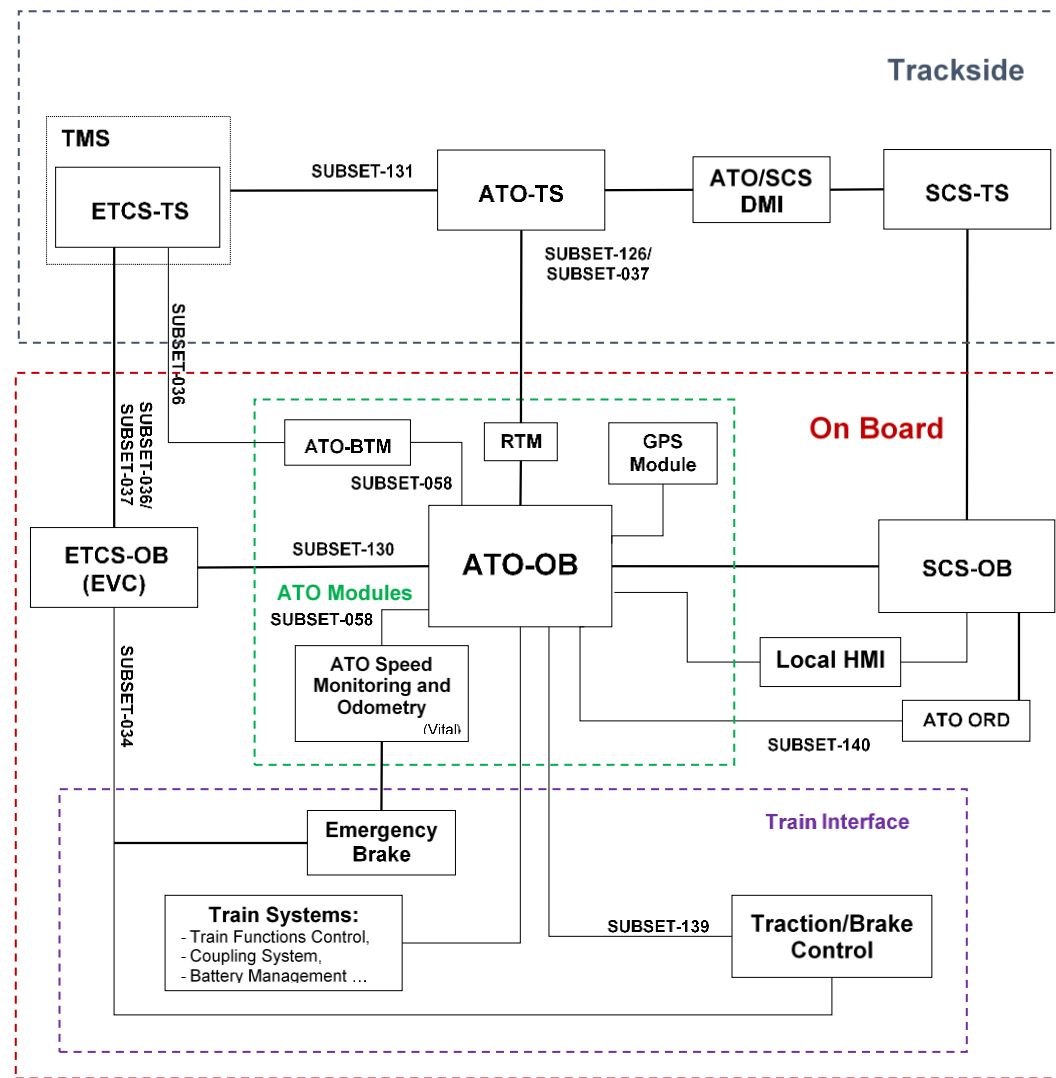 Trackside
TMS
ETCS-TS
SUBSET-131
ATO-TS
ATO/SCS
DMI
SCS-TS
SUBSET-126/
SUBSET-037
SUBSET-036
SUBSET-036/
SUBSET-037
On Board
ATO-BTM
RTM
GPS
Module
SUBSET-058
ETCS-OB
(EVC)
SUBSET-130
ATO-OB
SCS-OB
ATO Modules
SUBSET-058
ATO Speed
Monitoring and
Odometry
(Vital)
Local HMI
ATO ORD
SUBSET-140
SUBSET-034
Train Interface
Emergency
Brake
Train Systems:
- Train Functions Control,
- Coupling System,
- Battery Management ...
SUBSET-139
Traction/Brake
Control